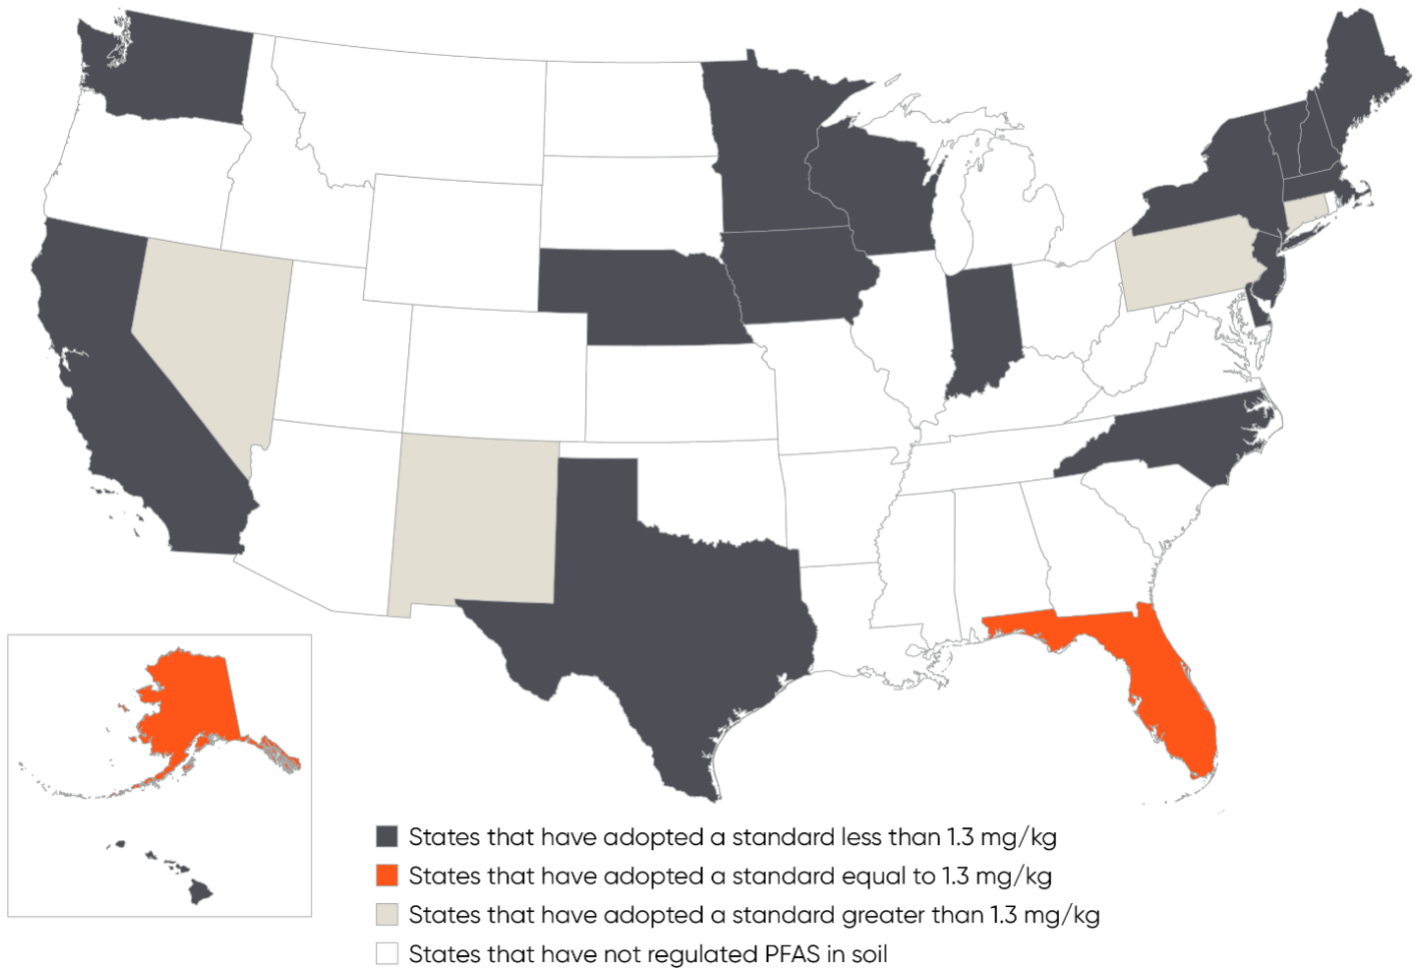 States that have adopted a standard less than 1.3 mg/kg
States that have adopted a standard equal to 1.3 mg/kg
States that have adopted a standard greater than 1.3 mg/kg
States that have not regulated PFAS in soil